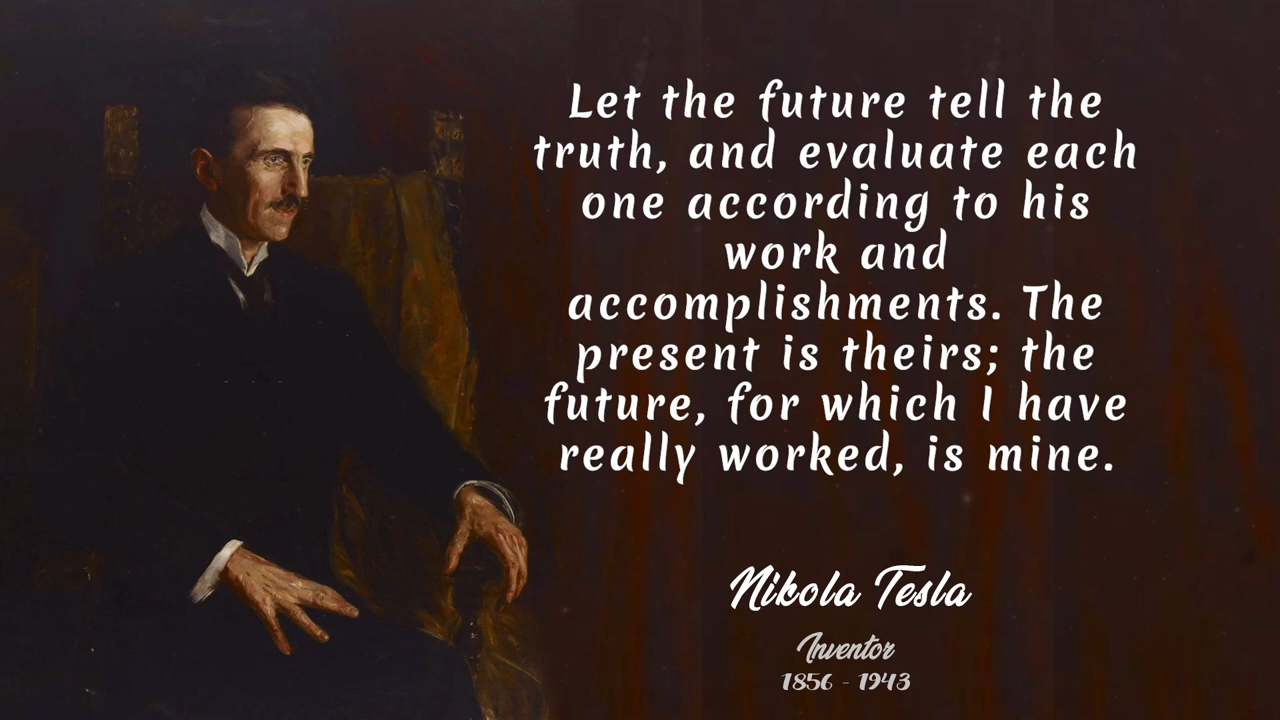 Let the future tell the
truth, and evaluate each
one according to his
work and
accomplishments. The
present is theirs; the
future, for which I have
really worked, is mine.
Nikola Tesla
Inventor
1856 - 1943